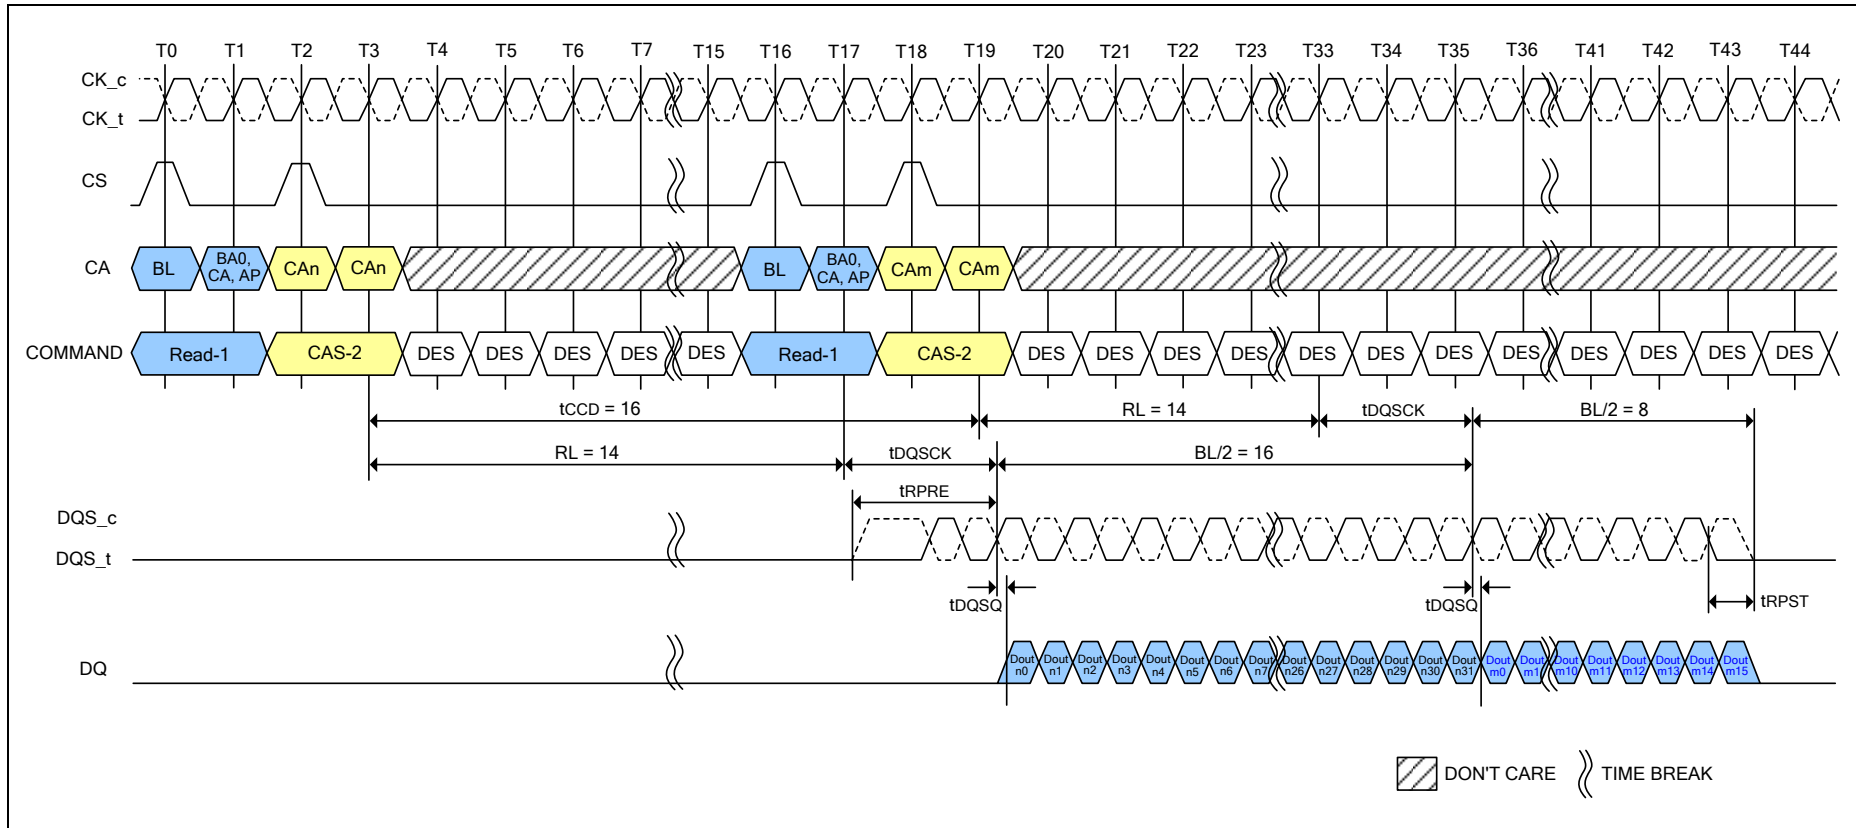 T0 T1 T2 T3 T4 T5 T6 T7 T15 T16 T17 T18 T19 T20 T21 T22 T23 T33 T34 T35 T36 T41 T42 T43 T44
CK_c
CK_t
CS
CA BL BA0, CA, AP CAn CAn BL BA0, CA, AP CAm CAm
COMMAND Read-1 CAS-2 DES DES DES DES DES Read-1 CAS-2 DES DES DES DES DES DES DES DES DES DES DES DES
tCCD = 16 RL = 14 tDQSCK BL/2 = 8
RL = 14 tDQSCK BL/2 = 16
tRPRE
DQS_c
DQS_t
tDQSQ tDQSQ tRPST
DQ Dout n0 Dout n1 Dout n2 Dout n3 Dout n4 Dout n5 Dout n6 Dout n7 Dout n26 Dout n27 Dout n28 Dout n29 Dout n30 Dout n31 Dout m0 Dout m1 Dout m10 Dout m11 Dout m12 Dout m13 Dout m14 Dout m15
DON'T CARE TIME BREAK